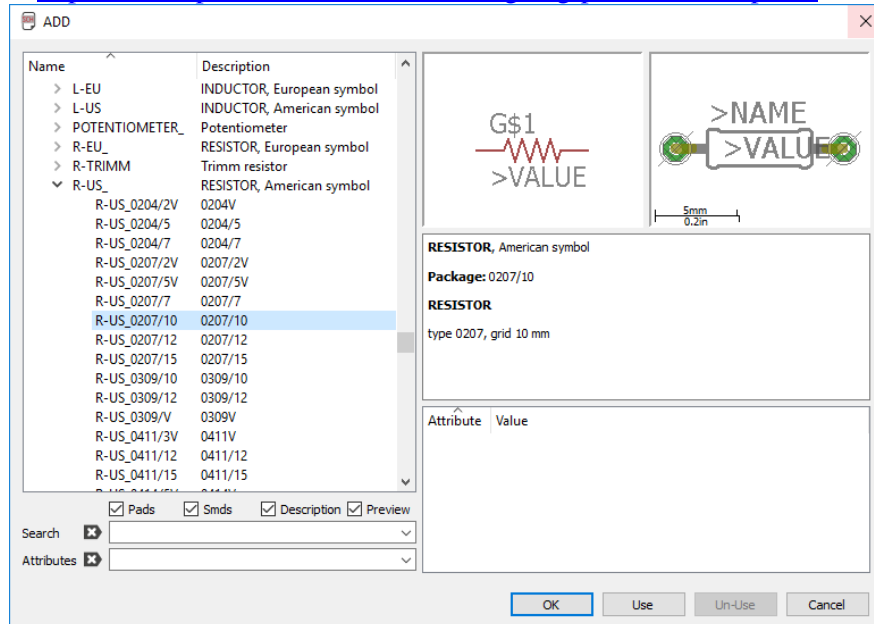 ADD
Name Description
L-EU INDUCTOR, European symbol
L-US INDUCTOR, American symbol
POTENTIOMETER_ Potentiometer
R-EU_ RESISTOR, European symbol
R-TRIMM Trimm resistor
R-US_ RESISTOR, American symbol
R-US_0204/2V 0204V
R-US_0204/5 0204/5
R-US_0204/7 0204/7
R-US_0207/2V 0207/2V
R-US_0207/5V 0207/5V
R-US_0207/7 0207/7
R-US_0207/10 0207/10
R-US_0207/12 0207/12
R-US_0207/15 0207/15
R-US_0309/10 0309/10
R-US_0309/12 0309/12
R-US_0309/V 0309V
R-US_0411/3V 0411V
R-US_0411/12 0411/12
R-US_0411/15 0411/15
Pads Smds Description Preview
Search
Attributes
G$1
>VALUE
>NAME
>VALUE
5mm
0.2in
RESISTOR, American symbol
Package: 0207/10
RESISTOR
type 0207, grid 10 mm
Attribute Value
OK Use Un-Use Cancel